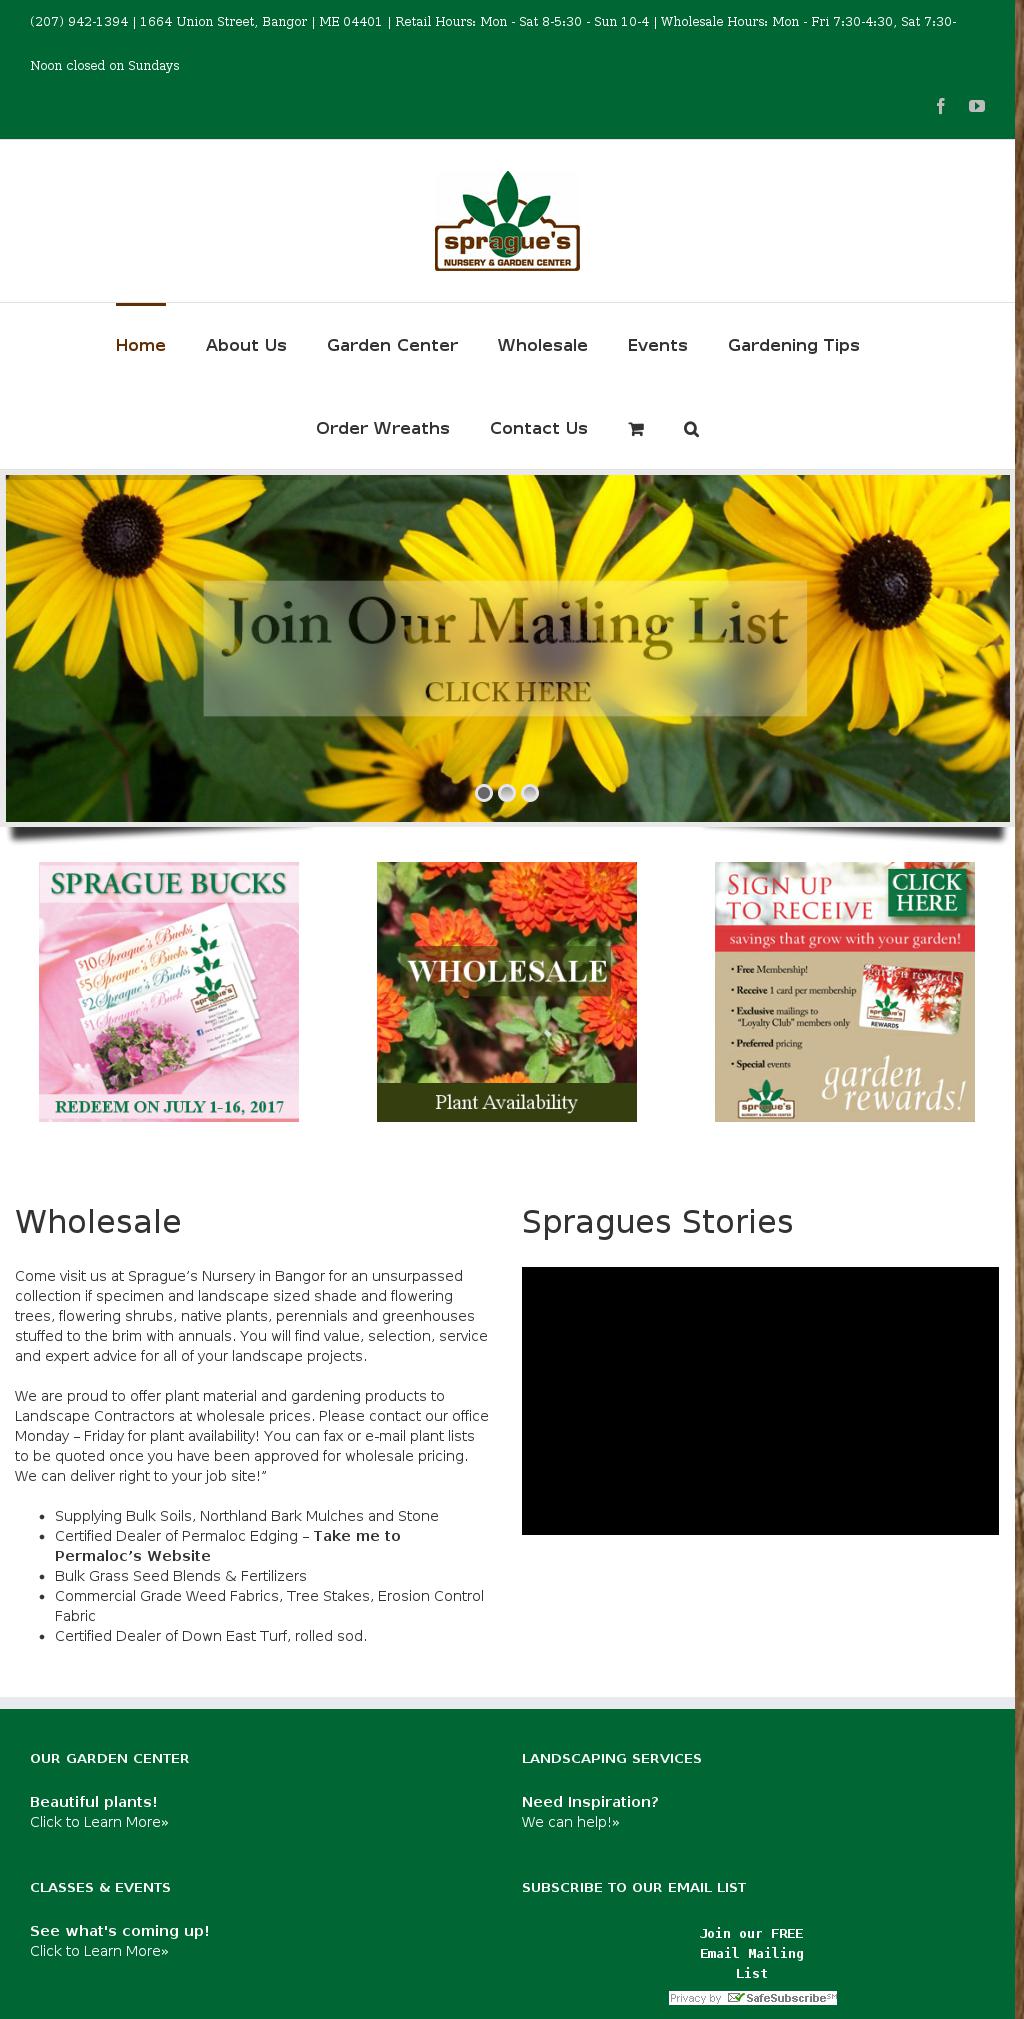 (207) 942-1394 | 1664 Union Street, Bangor | ME 04401 | Retail Hours: Mon - Sat 8-5:30 - Sun 10-4 | Wholesale Hours: Mon - Fri 7:30-4:30, Sat 7:30-
Noon closed on Sundays
sprague's
NURSERY & GARDEN CENTER
Home About Us Garden Center Wholesale Events Gardening Tips
Order Wreaths Contact Us
Join Our Mailing List
CLICK HERE
SPRAGUE BUCKS
$10 Sprague's Bucks
$5 Sprague's Bucks
$2 Sprague's Bucks
$1 Sprague's Buck
REDEEM ON JULY 1-16, 2017
WHOLESALE
Plant Availability
SIGN UP
TO RECEIVE
CLICK
HERE
savings that grow with your garden!
• Free Membership!
• Receive 1 card per membership
• Exclusive mailings to
"Loyalty Club" members only
• Preferred pricing
• Special events
garden rewards
sprague's
REWARDS
garden
rewards!
sprague's
NURSERY & GARDEN CENTER
Wholesale
Come visit us at Sprague’s Nursery in Bangor for an unsurpassed
collection if specimen and landscape sized shade and flowering
trees, flowering shrubs, native plants, perennials and greenhouses
stuffed to the brim with annuals. You will find value, selection, service
and expert advice for all of your landscape projects.
We are proud to offer plant material and gardening products to
Landscape Contractors at wholesale prices. Please contact our office
Monday – Friday for plant availability! You can fax or e-mail plant lists
to be quoted once you have been approved for wholesale pricing.
We can deliver right to your job site!”
• Supplying Bulk Soils, Northland Bark Mulches and Stone
• Certified Dealer of Permaloc Edging – Take me to
Permaloc’s Website
• Bulk Grass Seed Blends & Fertilizers
• Commercial Grade Weed Fabrics, Tree Stakes, Erosion Control
Fabric
• Certified Dealer of Down East Turf, rolled sod.
Spragues Stories
OUR GARDEN CENTER
Beautiful plants!
Click to Learn More»
LANDSCAPING SERVICES
Need Inspiration?
We can help!»
CLASSES & EVENTS
See what's coming up!
Click to Learn More»
SUBSCRIBE TO OUR EMAIL LIST
Join our FREE
Email Mailing
List
Privacy by SafeSubscribe℠